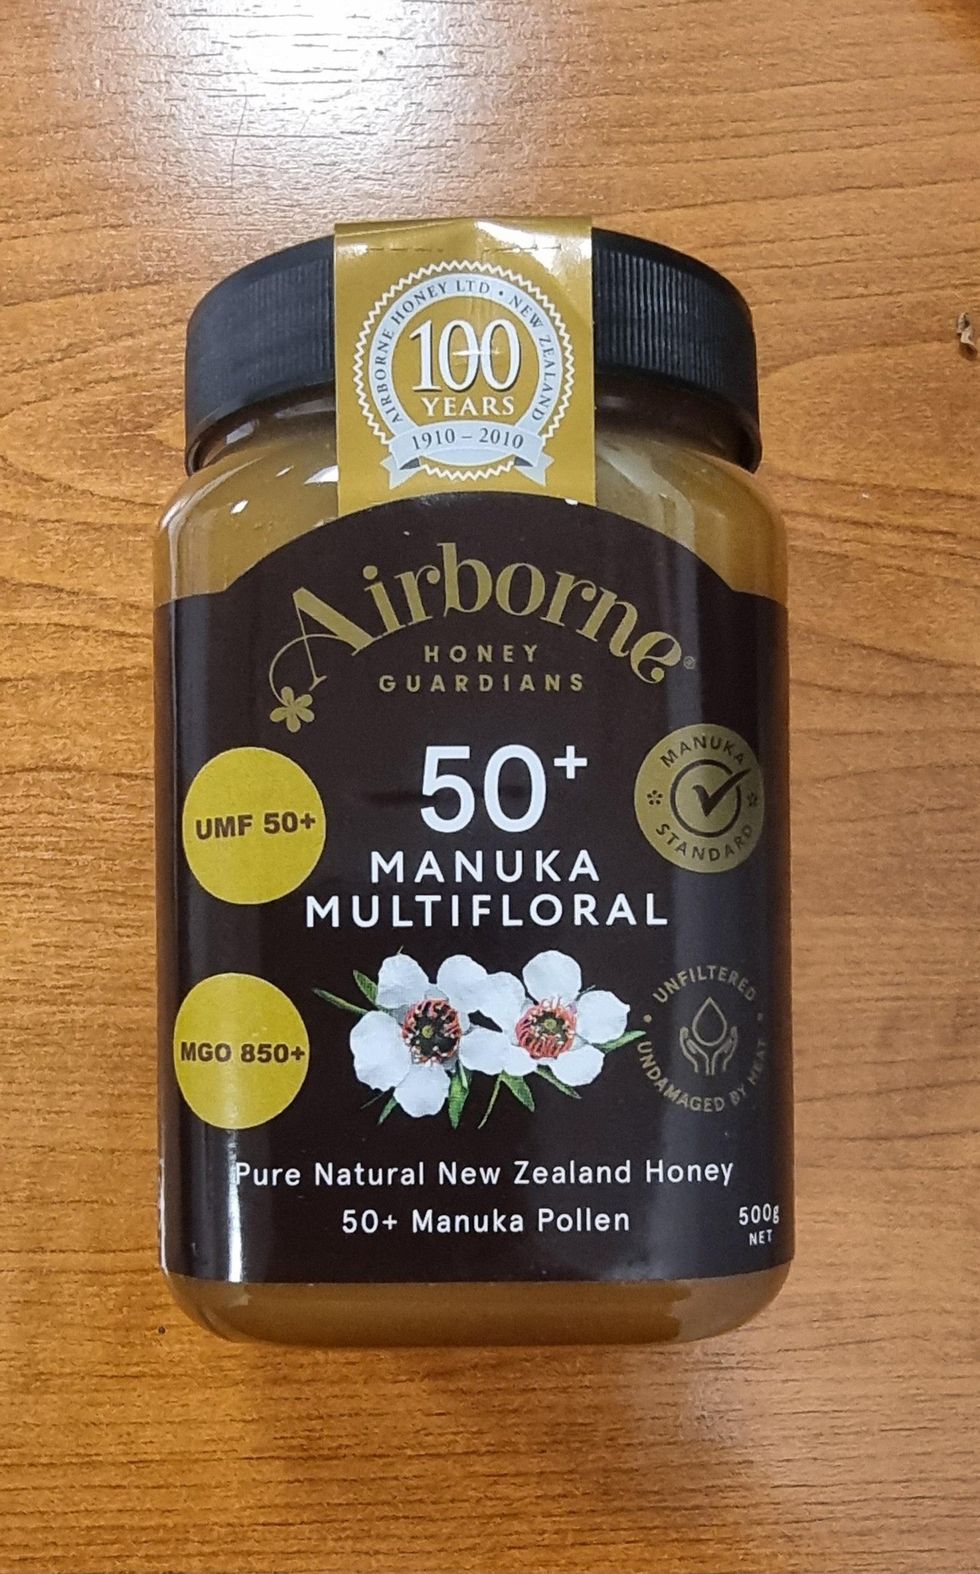 AIRBORNE HONEY LTD • NEW ZEALAND
100
YEARS
1910 – 2010
Airborne®
HONEY
GUARDIANS
50+
MANUKA
MULTIFLORAL
UMF 50+
MANUKA
STANDARD
MGO 850+
UNFILTERED
UNDAMAGED BY HEAT
Pure Natural New Zealand Honey
50+ Manuka Pollen
500g
NET